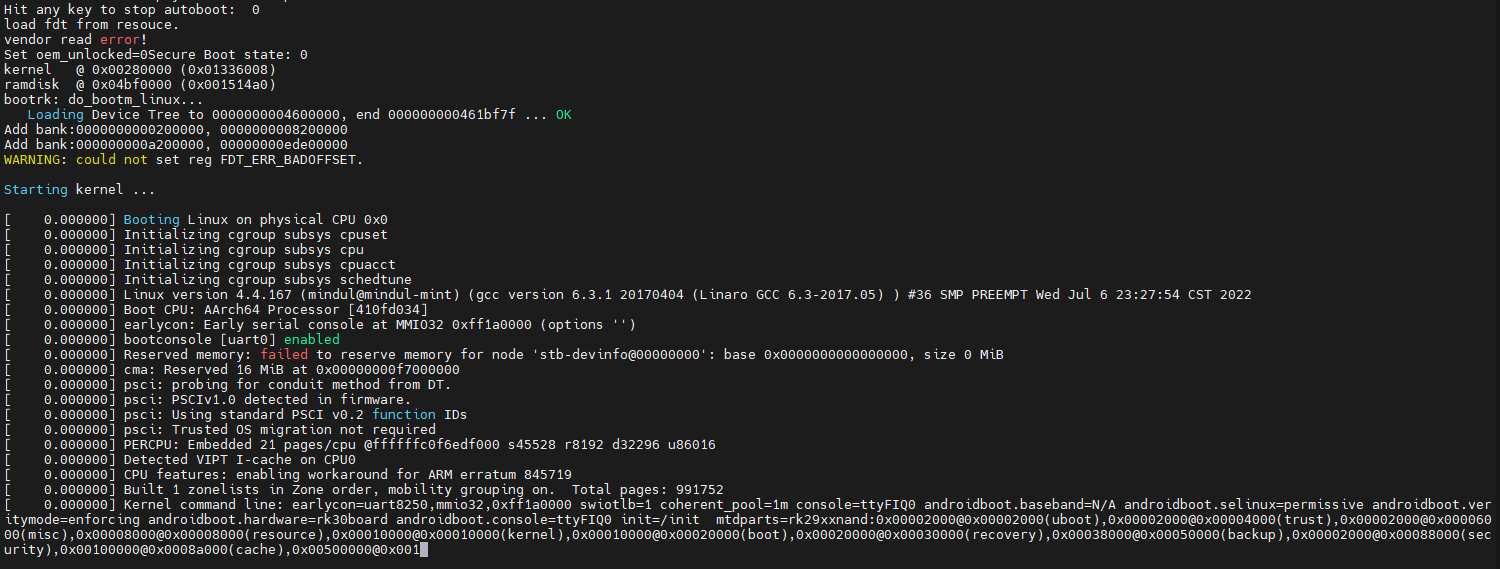 Hit any key to stop autoboot:  0
load fdt from resouce.
vendor read error!
Set oem_unlocked=0Secure Boot state: 0
kernel   @ 0x00280000 (0x01336008)
ramdisk  @ 0x04bf0000 (0x001514a0)
bootrk: do_bootm_linux...
   Loading Device Tree to 0000000004600000, end 000000000461bf7f ... OK
Add bank:0000000000200000, 0000000008200000
Add bank:000000000a200000, 00000000ede00000
WARNING: could not set reg FDT_ERR_BADOFFSET.
Starting kernel ...
[    0.000000] Booting Linux on physical CPU 0x0
[    0.000000] Initializing cgroup subsys cpuset
[    0.000000] Initializing cgroup subsys cpu
[    0.000000] Initializing cgroup subsys cpuacct
[    0.000000] Initializing cgroup subsys schedtune
[    0.000000] Linux version 4.4.167 (mindul@mindul-mint) (gcc version 6.3.1 20170404 (Linaro GCC 6.3-2017.05) ) #36 SMP PREEMPT Wed Jul 6 23:27:54 CST 2022
[    0.000000] Boot CPU: AArch64 Processor [410fd034]
[    0.000000] earlycon: Early serial console at MMIO32 0xff1a0000 (options '')
[    0.000000] bootconsole [uart0] enabled
[    0.000000] Reserved memory: failed to reserve memory for node 'stb-devinfo@00000000': base 0x0000000000000000, size 0 MiB
[    0.000000] cma: Reserved 16 MiB at 0x00000000f7000000
[    0.000000] psci: probing for conduit method from DT.
[    0.000000] psci: PSCIv1.0 detected in firmware.
[    0.000000] psci: Using standard PSCI v0.2 function IDs
[    0.000000] psci: Trusted OS migration not required
[    0.000000] PERCPU: Embedded 21 pages/cpu @ffffffc0f6edf000 s45528 r8192 d32296 u86016
[    0.000000] Detected VIPT I-cache on CPU0
[    0.000000] CPU features: enabling workaround for ARM erratum 845719
[    0.000000] Built 1 zonelists in Zone order, mobility grouping on.  Total pages: 991752
[    0.000000] Kernel command line: earlycon=uart8250,mmio32,0xff1a0000 swiotlb=1 coherent_pool=1m console=ttyFIQ0 androidboot.baseband=N/A androidboot.selinux=permissive androidboot.ver
itymode=enforcing androidboot.hardware=rk30board androidboot.console=ttyFIQ0 init=/init  mtdparts=rk29xxnand:0x00002000@0x00002000(uboot),0x00002000@0x00004000(trust),0x00002000@0x000060
00(misc),0x00008000@0x00008000(resource),0x00010000@0x00010000(kernel),0x00010000@0x00020000(boot),0x00020000@0x00030000(recovery),0x00038000@0x00050000(backup),0x00002000@0x00088000(sec
urity),0x00100000@0x0008a000(cache),0x00500000@0x001